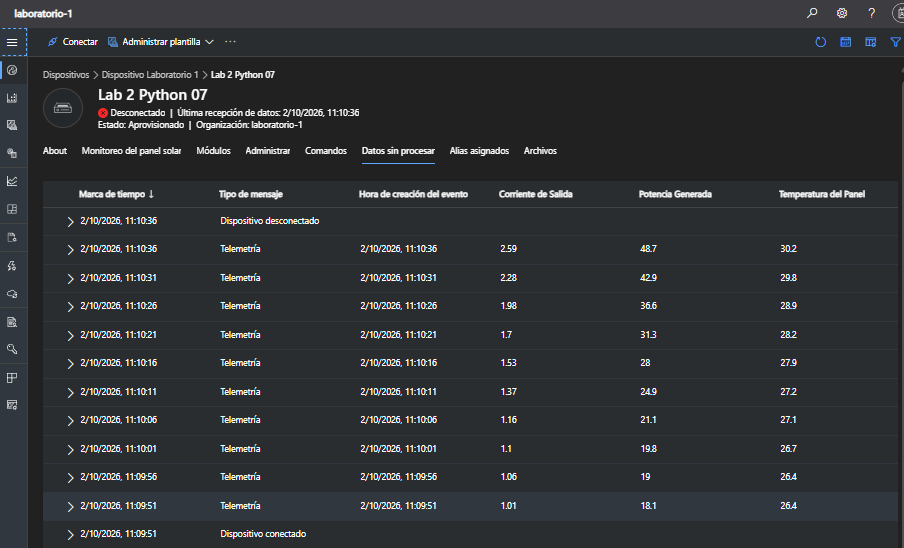 laboratorio-1
Conectar Administrar plantilla ...
Dispositivos > Dispositivo Laboratorio 1 > Lab 2 Python 07
Lab 2 Python 07
Desconectado | Última recepción de datos: 2/10/2026, 11:10:36
Estado: Aprovisionado | Organización: laboratorio-1
About Monitoreo del panel solar Módulos Administrar Comandos Datos sin procesar Alias asignados Archivos
Marca de tiempo ↓ Tipo de mensaje Hora de creación del evento Corriente de Salida Potencia Generada Temperatura del Panel
2/10/2026, 11:10:36 Dispositivo desconectado
2/10/2026, 11:10:36 Telemetría 2/10/2026, 11:10:36 2.59 48.7 30.2
2/10/2026, 11:10:31 Telemetría 2/10/2026, 11:10:31 2.28 42.9 29.8
2/10/2026, 11:10:26 Telemetría 2/10/2026, 11:10:26 1.98 36.6 28.9
2/10/2026, 11:10:21 Telemetría 2/10/2026, 11:10:21 1.7 31.3 28.2
2/10/2026, 11:10:16 Telemetría 2/10/2026, 11:10:16 1.53 28 27.9
2/10/2026, 11:10:11 Telemetría 2/10/2026, 11:10:11 1.37 24.9 27.2
2/10/2026, 11:10:06 Telemetría 2/10/2026, 11:10:06 1.16 21.1 27.1
2/10/2026, 11:10:01 Telemetría 2/10/2026, 11:10:01 1.1 19.8 26.7
2/10/2026, 11:09:56 Telemetría 2/10/2026, 11:09:56 1.06 19 26.4
2/10/2026, 11:09:51 Telemetría 2/10/2026, 11:09:51 1.01 18.1 26.4
2/10/2026, 11:09:51 Dispositivo conectado